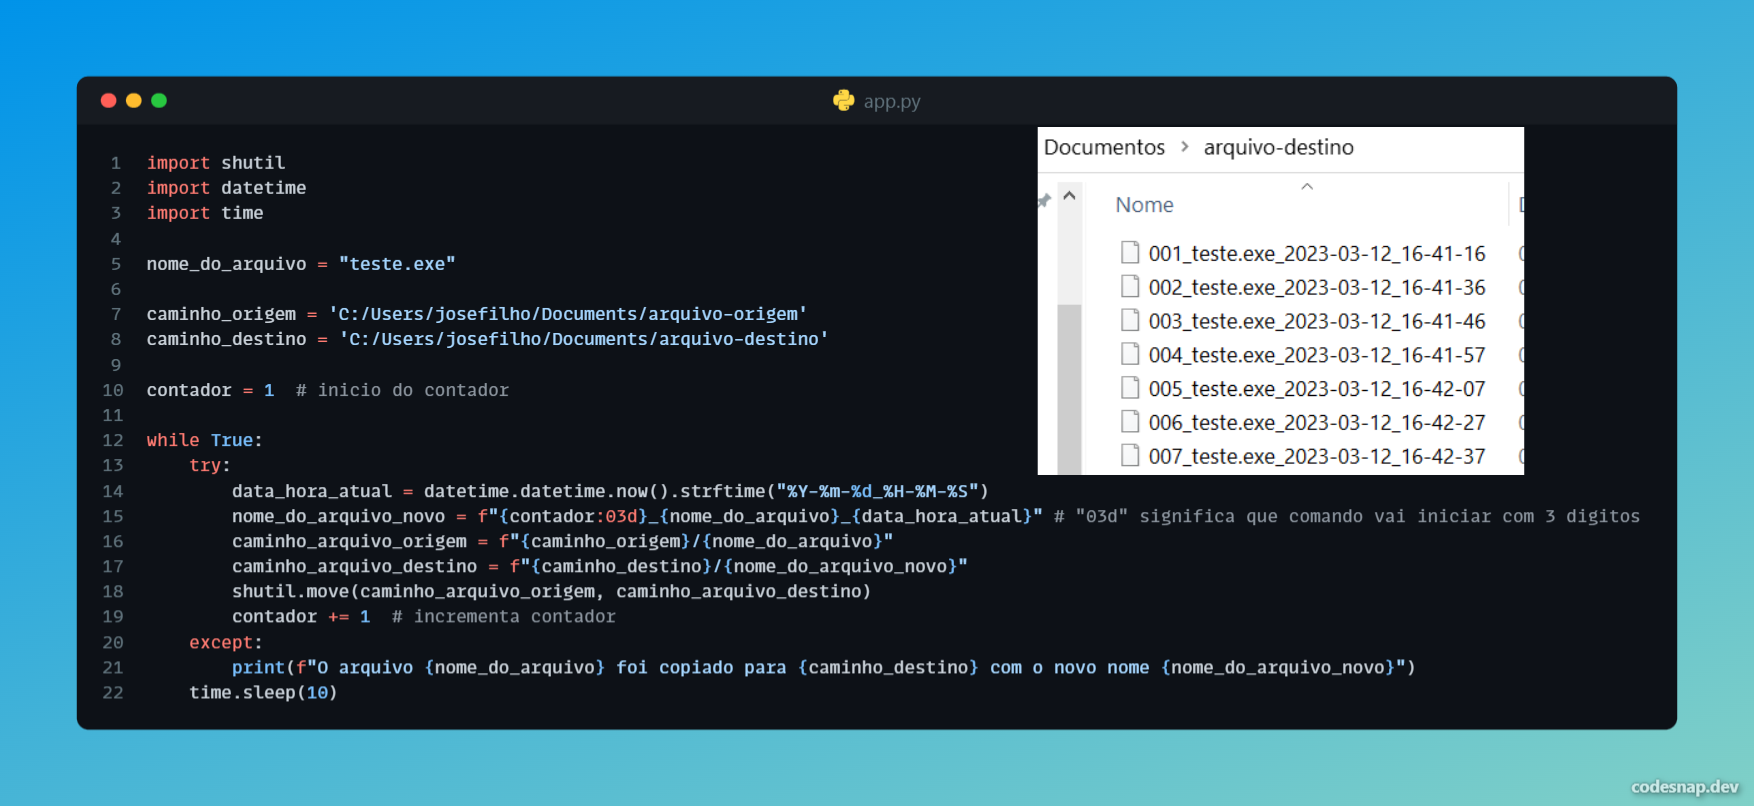 app.py
1 import shutil
2 import datetime
3 import time
4
5 nome_do_arquivo = "teste.exe"
6
7 caminho_origem = 'C:/Users/josefilho/Documents/arquivo-origem'
8 caminho_destino = 'C:/Users/josefilho/Documents/arquivo-destino'
9
10 contador = 1  # inicio do contador
11
12 while True:
13     try:
14         data_hora_atual = datetime.datetime.now().strftime("%Y-%m-%d_%H-%M-%S")
15         nome_do_arquivo_novo = f"{contador:03d}_{nome_do_arquivo}_{data_hora_atual}" # "03d" significa que comando vai iniciar com 3 digitos
16         caminho_arquivo_origem = f"{caminho_origem}/{nome_do_arquivo}"
17         caminho_arquivo_destino = f"{caminho_destino}/{nome_do_arquivo_novo}"
18         shutil.move(caminho_arquivo_origem, caminho_arquivo_destino)
19         contador += 1  # incrementa contador
20     except:
21         print(f"O arquivo {nome_do_arquivo} foi copiado para {caminho_destino} com o novo nome {nome_do_arquivo_novo}")
22     time.sleep(10)
Documentos > arquivo-destino
Nome
001_teste.exe_2023-03-12_16-41-16
002_teste.exe_2023-03-12_16-41-36
003_teste.exe_2023-03-12_16-41-46
004_teste.exe_2023-03-12_16-41-57
005_teste.exe_2023-03-12_16-42-07
006_teste.exe_2023-03-12_16-42-27
007_teste.exe_2023-03-12_16-42-37
codesnap.dev